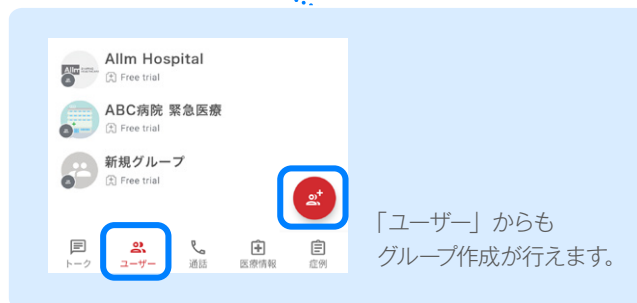 Allm Hospital
Free trial
ABC病院 緊急医療
Free trial
新規グループ
Free trial
トーク
ユーザー
通話
医療情報
症例
「ユーザー」からも
グループ作成が行えます。